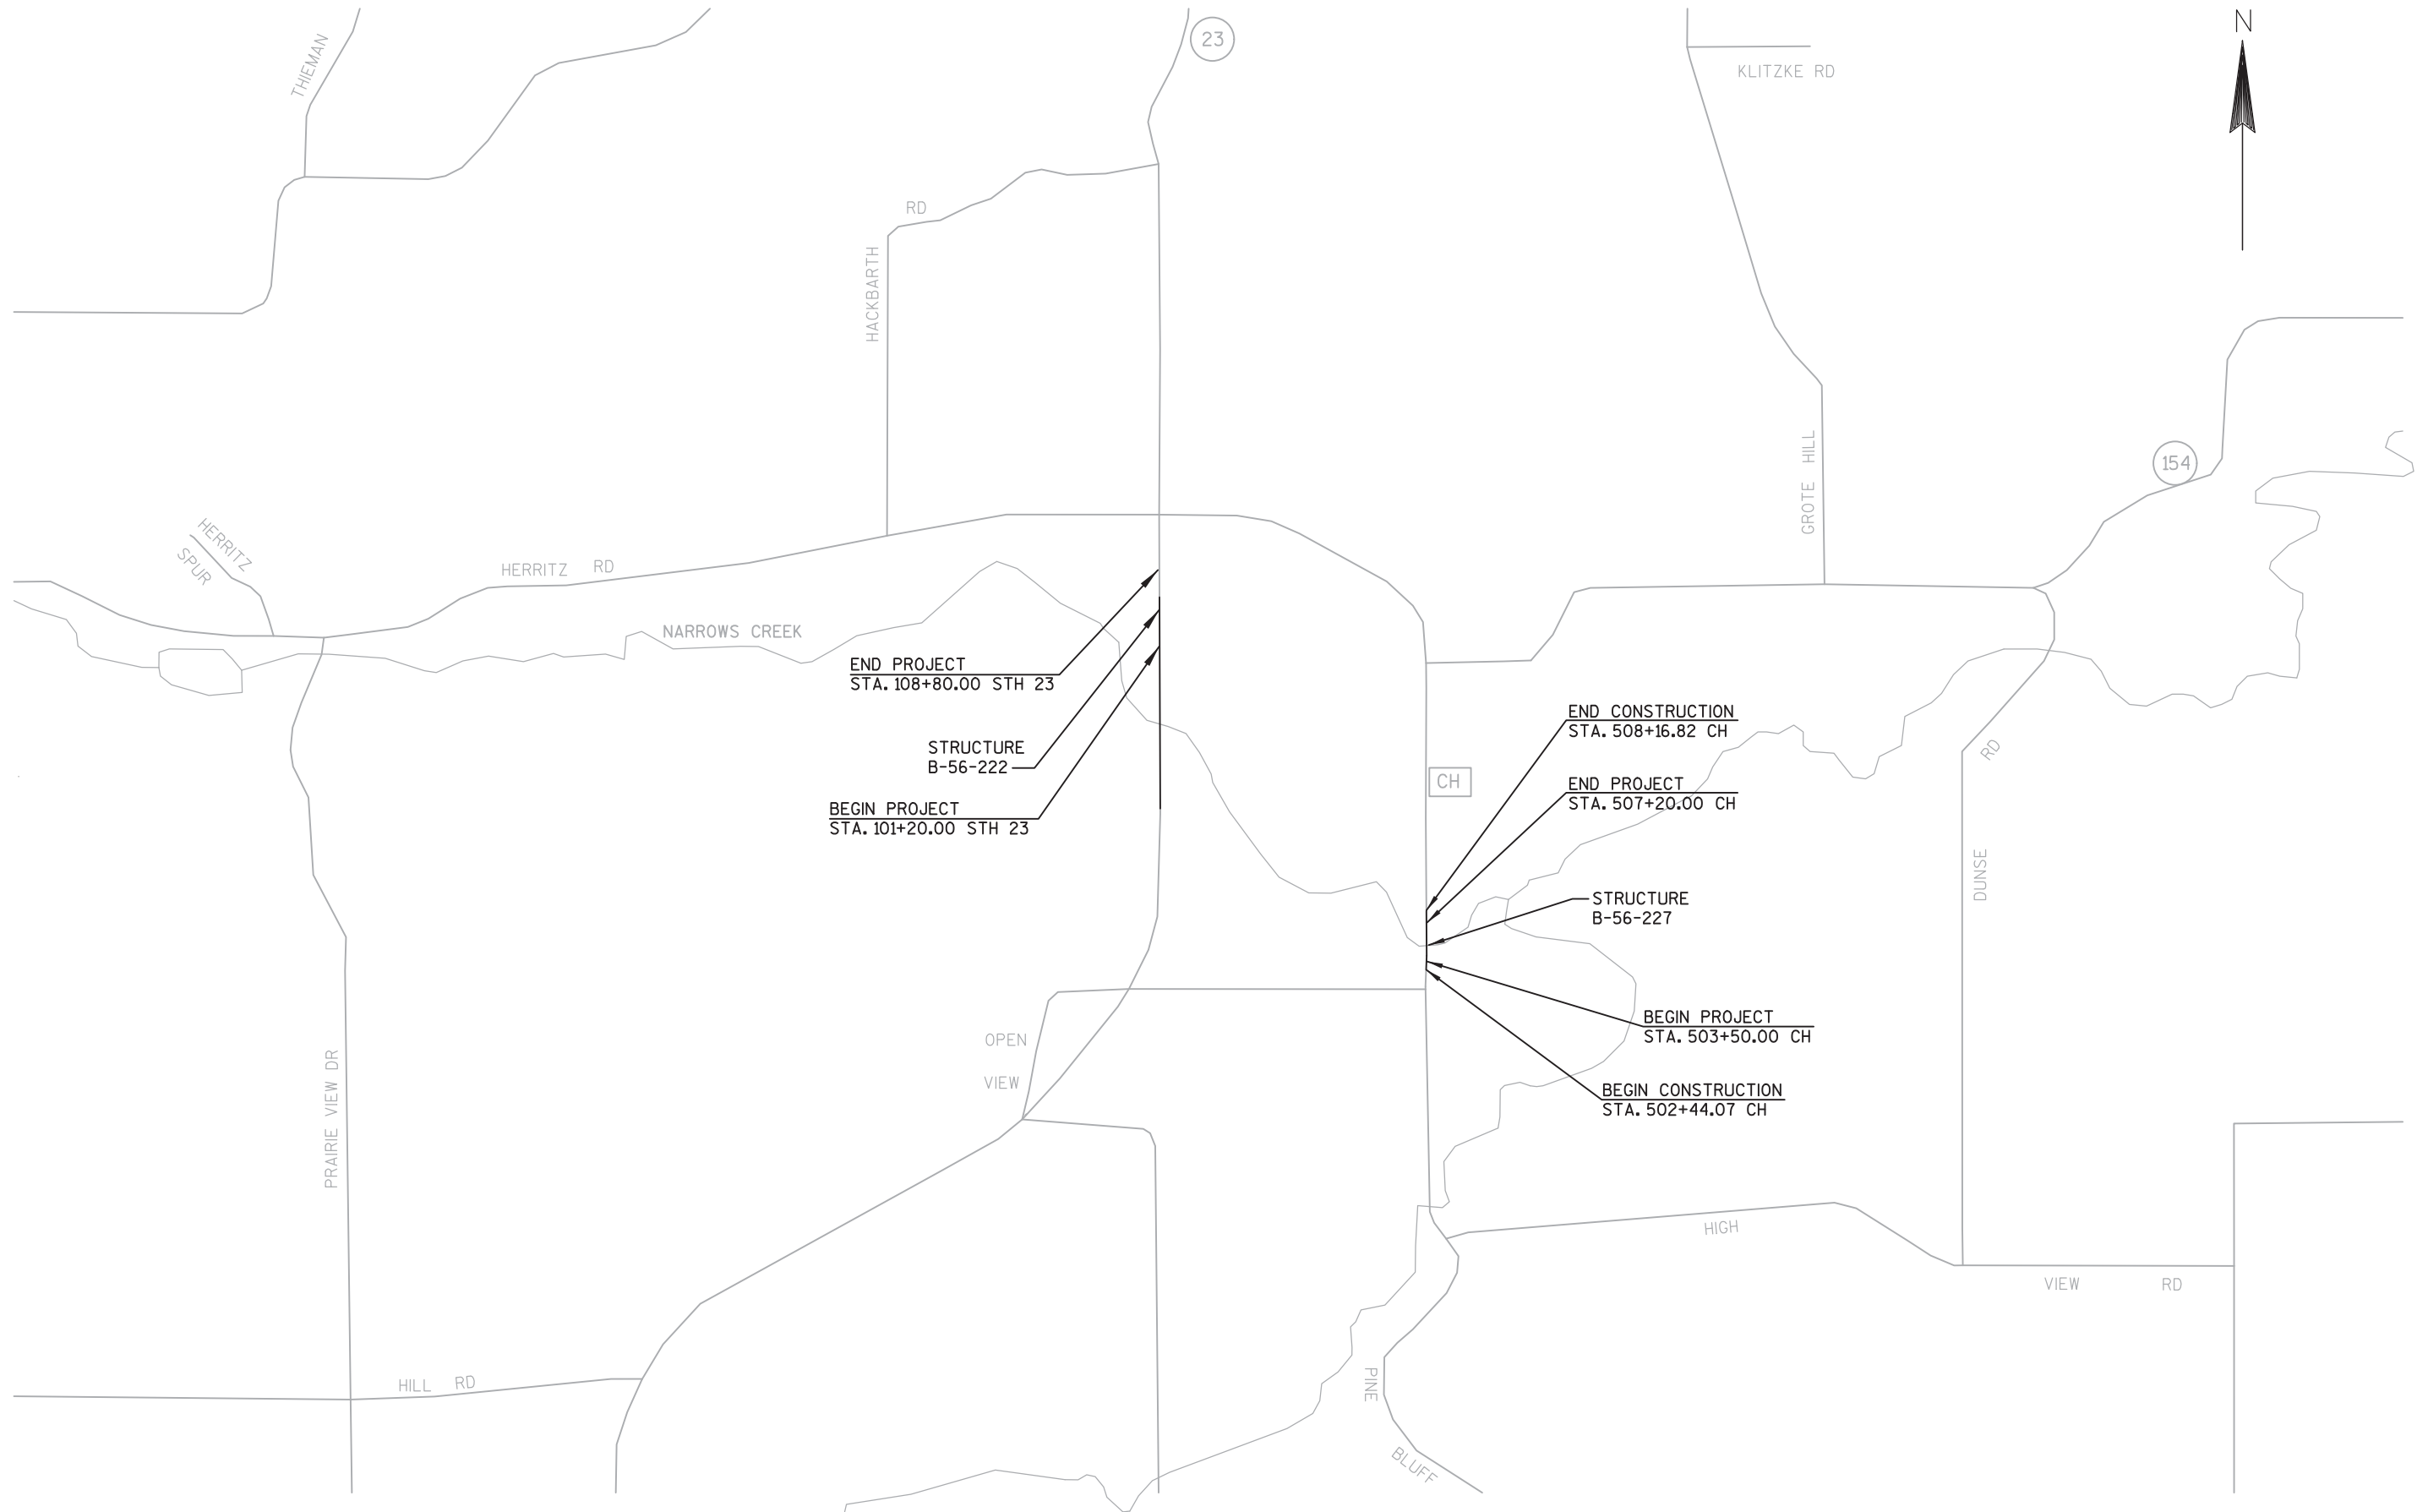 N
23
THIEMAN
KLITZKE RD
RD
HACKBARTH
154
GROTE HILL
HERRITZ
SPUR
HERRITZ RD
NARROWS CREEK
END PROJECT
STA. 108+80.00 STH 23
STRUCTURE
B-56-222
BEGIN PROJECT
STA. 101+20.00 STH 23
END CONSTRUCTION
STA. 508+16.82 CH
CH
END PROJECT
STA. 507+20.00 CH
STRUCTURE
B-56-227
BEGIN PROJECT
STA. 503+50.00 CH
BEGIN CONSTRUCTION
STA. 502+44.07 CH
RD
DUNSE
OPEN
VIEW
PRAIRIE VIEW DR
HIGH
VIEW RD
HILL RD
PINE
BLUFF